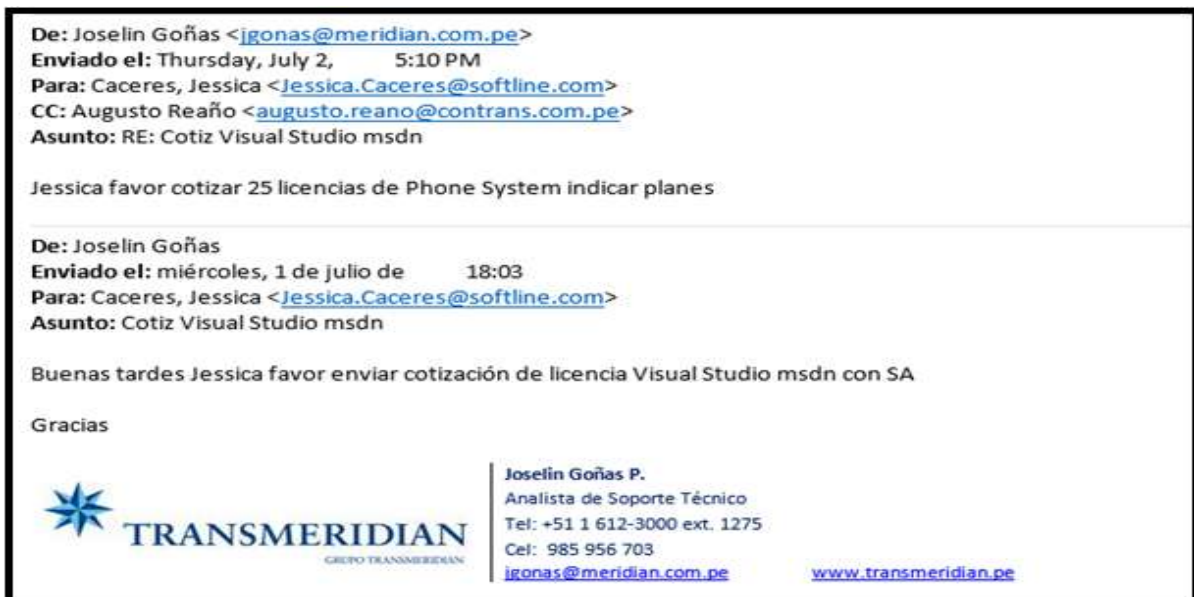 De: Joselin Goñas <jgonas@meridian.com.pe>
Enviado el: Thursday, July 2, 5:10 PM
Para: Caceres, Jessica <Jessica.Caceres@softline.com>
CC: Augusto Reaño <augusto.reano@contrans.com.pe>
Asunto: RE: Cotiz Visual Studio msdn
Jessica favor cotizar 25 licencias de Phone System indicar planes
De: Joselin Goñas
Enviado el: miércoles, 1 de julio de 18:03
Para: Caceres, Jessica <Jessica.Caceres@softline.com>
Asunto: Cotiz Visual Studio msdn
Buenas tardes Jessica favor enviar cotización de licencia Visual Studio msdn con SA
Gracias
TRANSMERIDIAN
GRUPO TRANSMERIDIAN
Joselin Goñas P.
Analista de Soporte Técnico
Tel: +51 1 612-3000 ext. 1275
Cel: 985 956 703
jgonas@meridian.com.pe www.transmeridian.pe